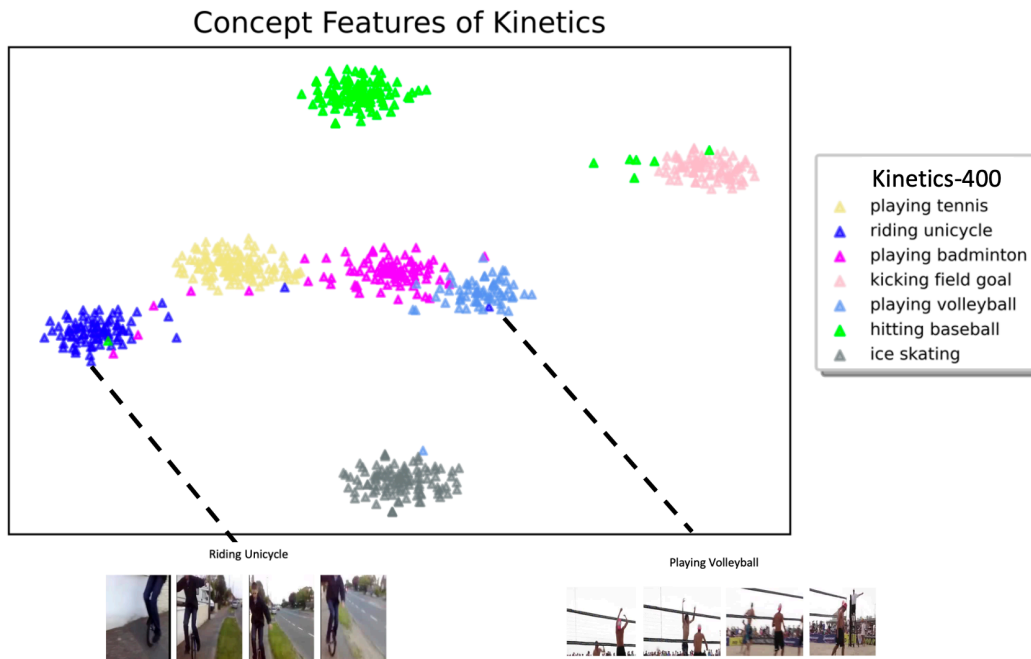 Concept Features of Kinetics
Kinetics-400
playing tennis
riding unicycle
playing badminton
kicking field goal
playing volleyball
hitting baseball
ice skating
Riding Unicycle
Playing Volleyball